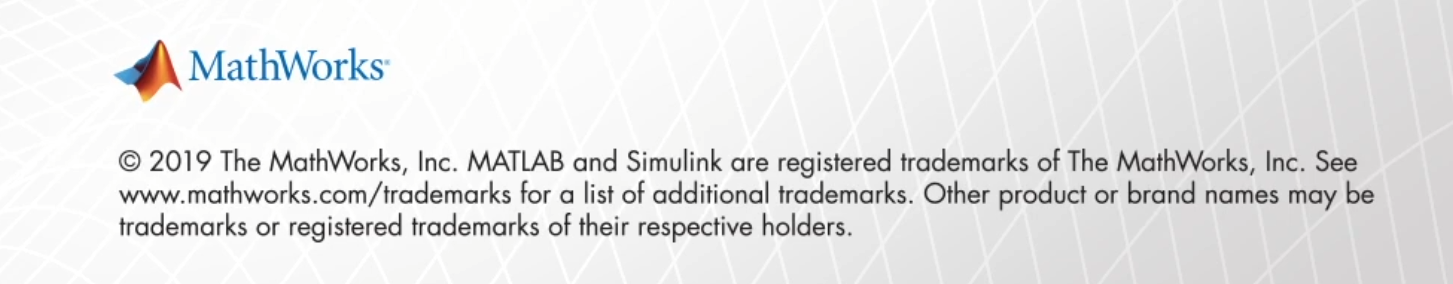 MathWorks®
© 2019 The MathWorks, Inc. MATLAB and Simulink are registered trademarks of The MathWorks, Inc. See
www.mathworks.com/trademarks for a list of additional trademarks. Other product or brand names may be
trademarks or registered trademarks of their respective holders.